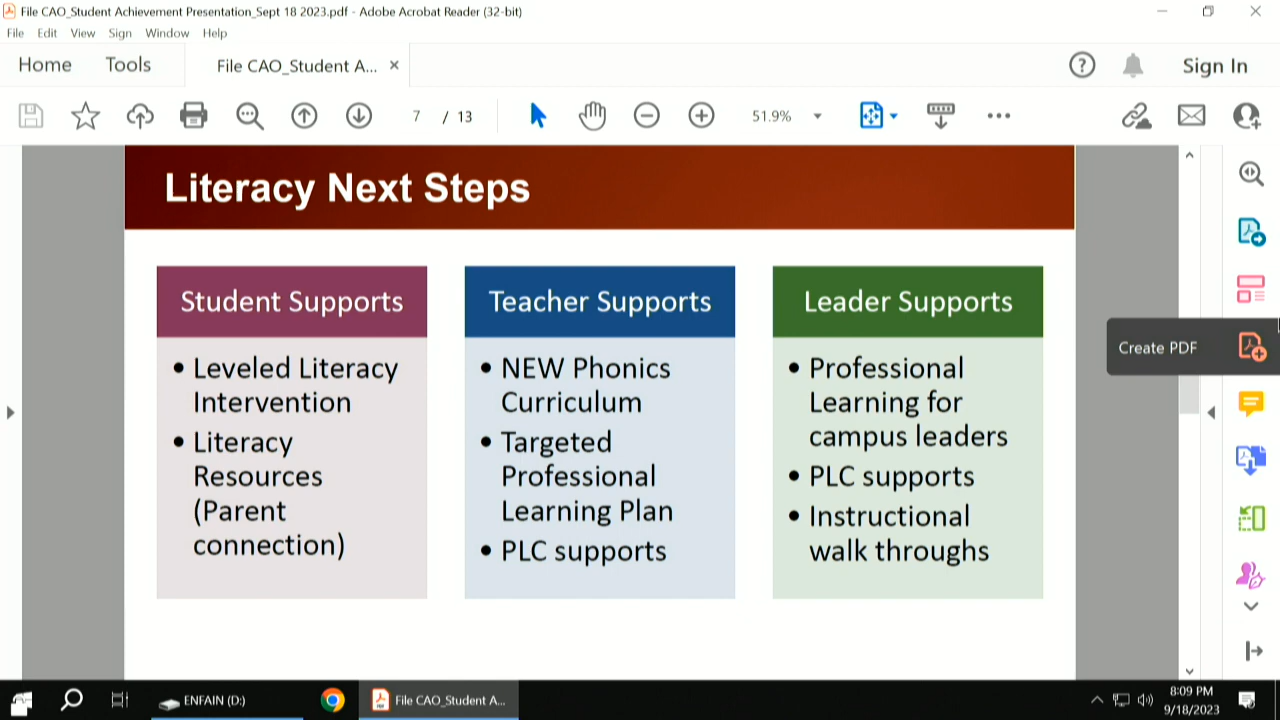 File CAO_Student Achievement Presentation_Sept 18 2023.pdf - Adobe Acrobat Reader (32-bit)
File Edit View Sign Window Help
Home Tools File CAO_Student A... Sign In
7 / 13 51.9%
Literacy Next Steps
Student Supports
• Leveled Literacy
Intervention
• Literacy
Resources
(Parent
connection)
Teacher Supports
• NEW Phonics
Curriculum
• Targeted
Professional
Learning Plan
• PLC supports
Leader Supports
• Professional
Learning for
campus leaders
• PLC supports
• Instructional
walk throughs
Create PDF
ENFAIN (D:)
File CAO_Student A...
8:09 PM
9/18/2023